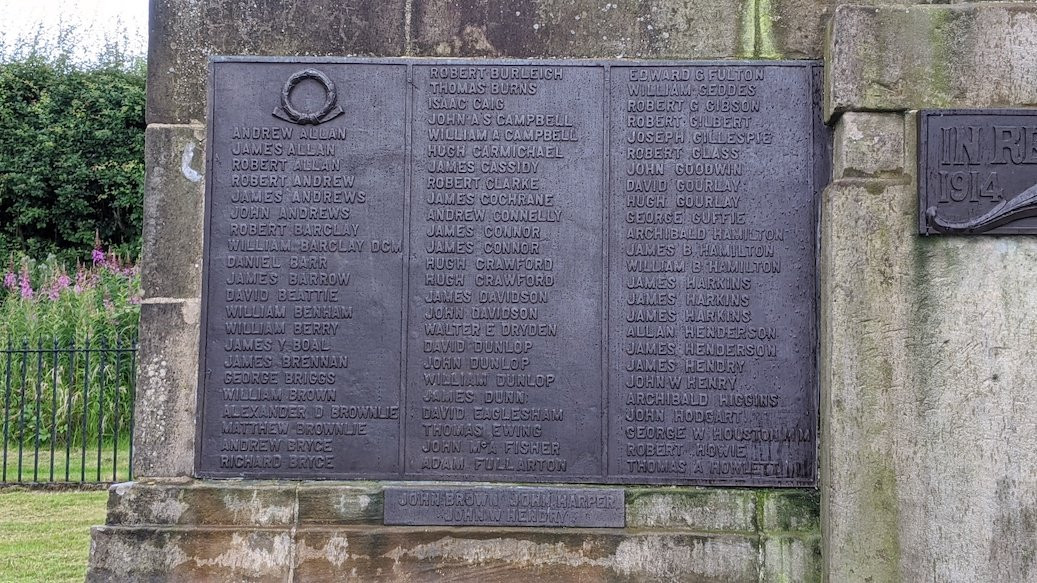 ANDREW ALLAN
JAMES ALLAN
ROBERT ALLAN
ROBERT ANDREW
JAMES ANDREWS
JOHN ANDREWS
ROBERT BARCLAY
WILLIAM BARCLAY DCM
DANIEL BARR
JAMES BARROW
DAVID BEATTIE
WILLIAM BENHAM
WILLIAM BERRY
JAMES Y BOAL
JAMES BRENNAN
GEORGE BRIGGS
WILLIAM BROWN
ALEXANDER D BROWNLIE
MATTHEW BROWNLIE
ANDREW BRYCE
RICHARD BRYCE
ROBERT BURLEIGH
THOMAS BURNS
ISAAC CAIG
JOHN A S CAMPBELL
WILLIAM A CAMPBELL
HUGH CARMICHAEL
JAMES CASSIDY
ROBERT CLARKE
JAMES COCHRANE
ANDREW CONNELLY
JAMES CONNOR
JAMES CONNOR
HUGH CRAWFORD
HUGH CRAWFORD
JAMES DAVIDSON
JOHN DAVIDSON
WALTER E DRYDEN
DAVID DUNLOP
JOHN DUNLOP
WILLIAM DUNLOP
JAMES DUNN
DAVID EAGLESHAM
THOMAS EWING
JOHN McA FISHER
ADAM FULLARTON
EDWARD G FULTON
WILLIAM GEDDES
ROBERT G GIBSON
ROBERT GILBERT
JOSEPH GILLESPIE
ROBERT GLASS
JOHN GOODWIN
DAVID GOURLAY
HUGH GOURLAY
GEORGE GUFFIE
ARCHIBALD HAMILTON
JAMES B HAMILTON
WILLIAM B HAMILTON
JAMES HARKINS
JAMES HARKINS
JAMES HARKINS
ALLAN HENDERSON
JAMES HENDERSON
JAMES HENDRY
JOHN W HENRY
ARCHIBALD HIGGINS
JOHN HODGART
GEORGE W HOUSTON MM
ROBERT HOWIE
THOMAS A HOWLETT
JOHN BROWN JOHN HARPER
JOHN W HENDRY
IN RE
1914